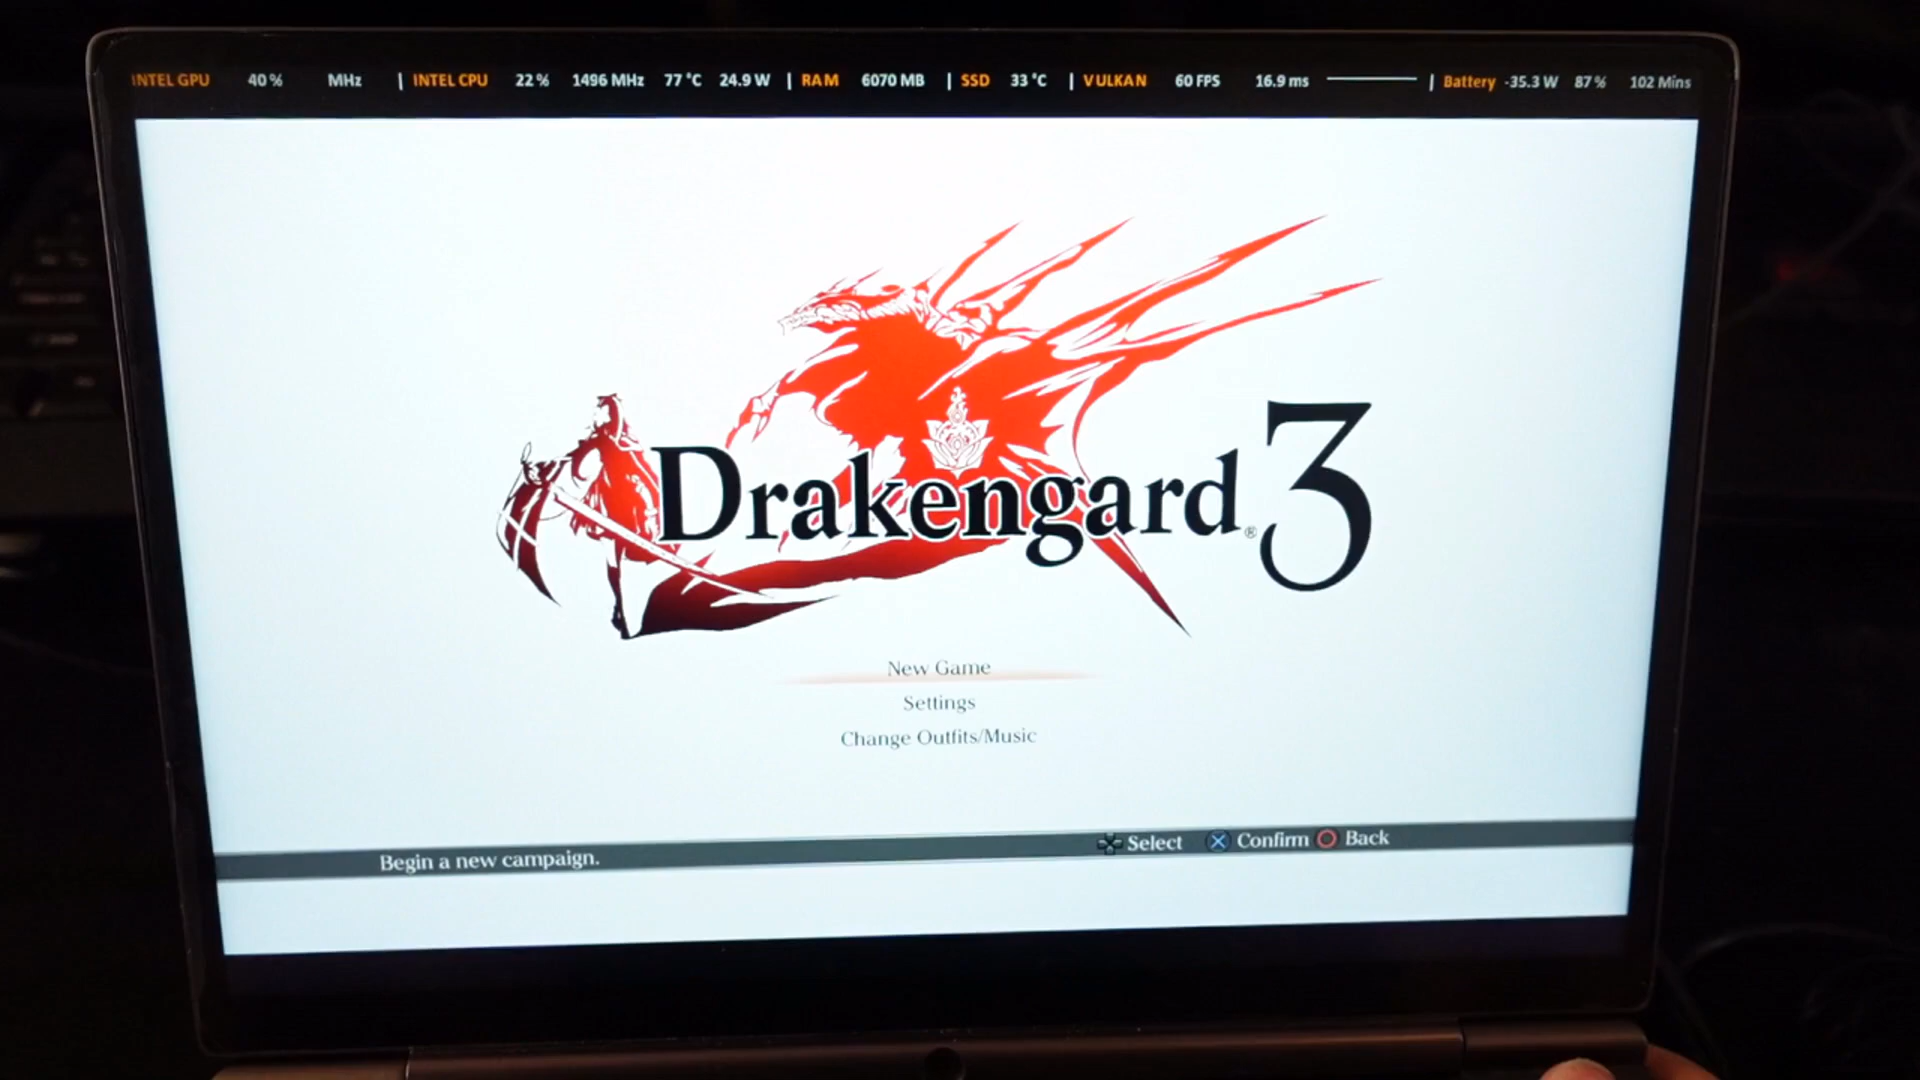 INTEL GPU 40 % MHz | INTEL CPU 22 % 1496 MHz 77 °C 24.9 W | RAM 6070 MB | SSD 33 °C | VULKAN 60 FPS 16.9 ms | Battery -35.3 W 87 % 102 Mins
Drakengard® 3
New Game
Settings
Change Outfits/Music
Begin a new campaign. Select Confirm Back